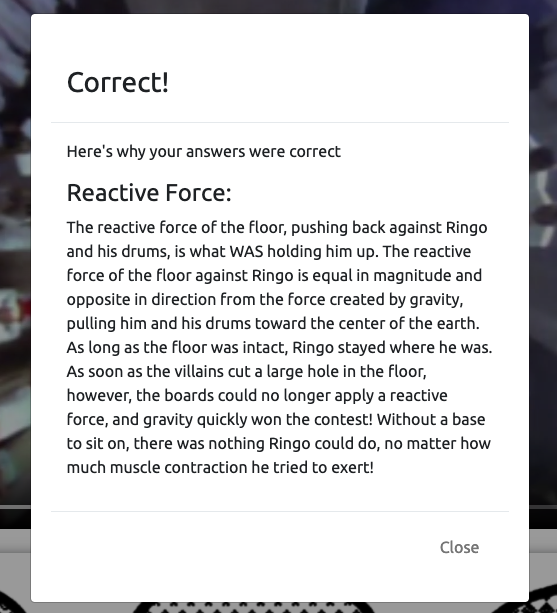 Correct!
Here's why your answers were correct
Reactive Force:
The reactive force of the floor, pushing back against Ringo
and his drums, is what WAS holding him up. The reactive
force of the floor against Ringo is equal in magnitude and
opposite in direction from the force created by gravity,
pulling him and his drums toward the center of the earth.
As long as the floor was intact, Ringo stayed where he was.
As soon as the villains cut a large hole in the floor,
however, the boards could no longer apply a reactive
force, and gravity quickly won the contest! Without a base
to sit on, there was nothing Ringo could do, no matter how
much muscle contraction he tried to exert!
Close